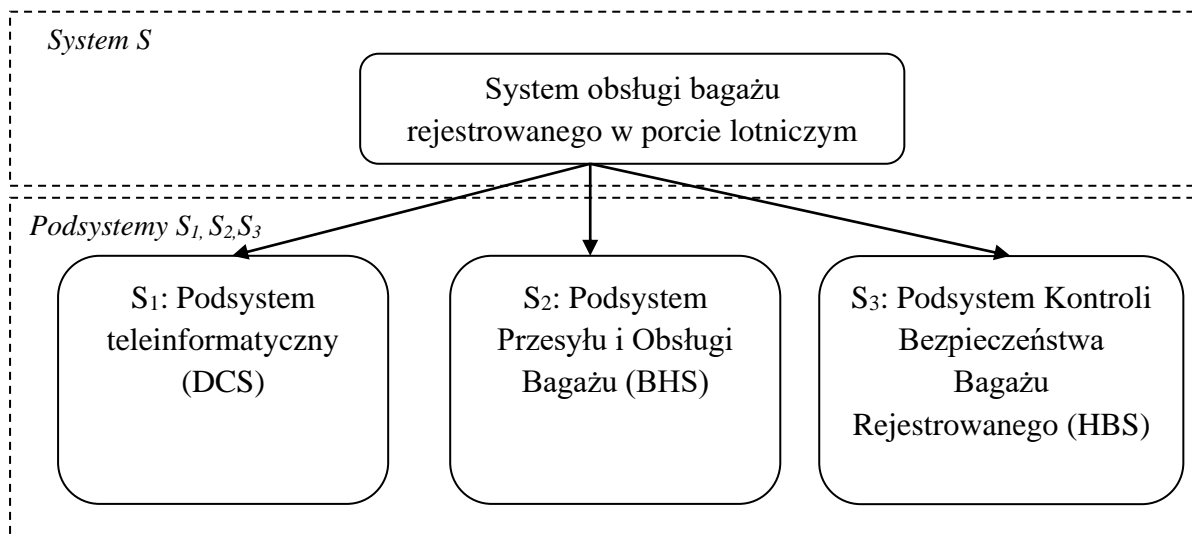 System S
System obsługi bagażu
rejestrowanego w porcie lotniczym
Podsystemy S1, S2,S3
S1: Podsystem
teleinformatyczny
(DCS)
S2: Podsystem
Przesyłu i Obsługi
Bagażu (BHS)
S3: Podsystem Kontroli
Bezpieczeństwa
Bagażu
Rejestrowanego (HBS)